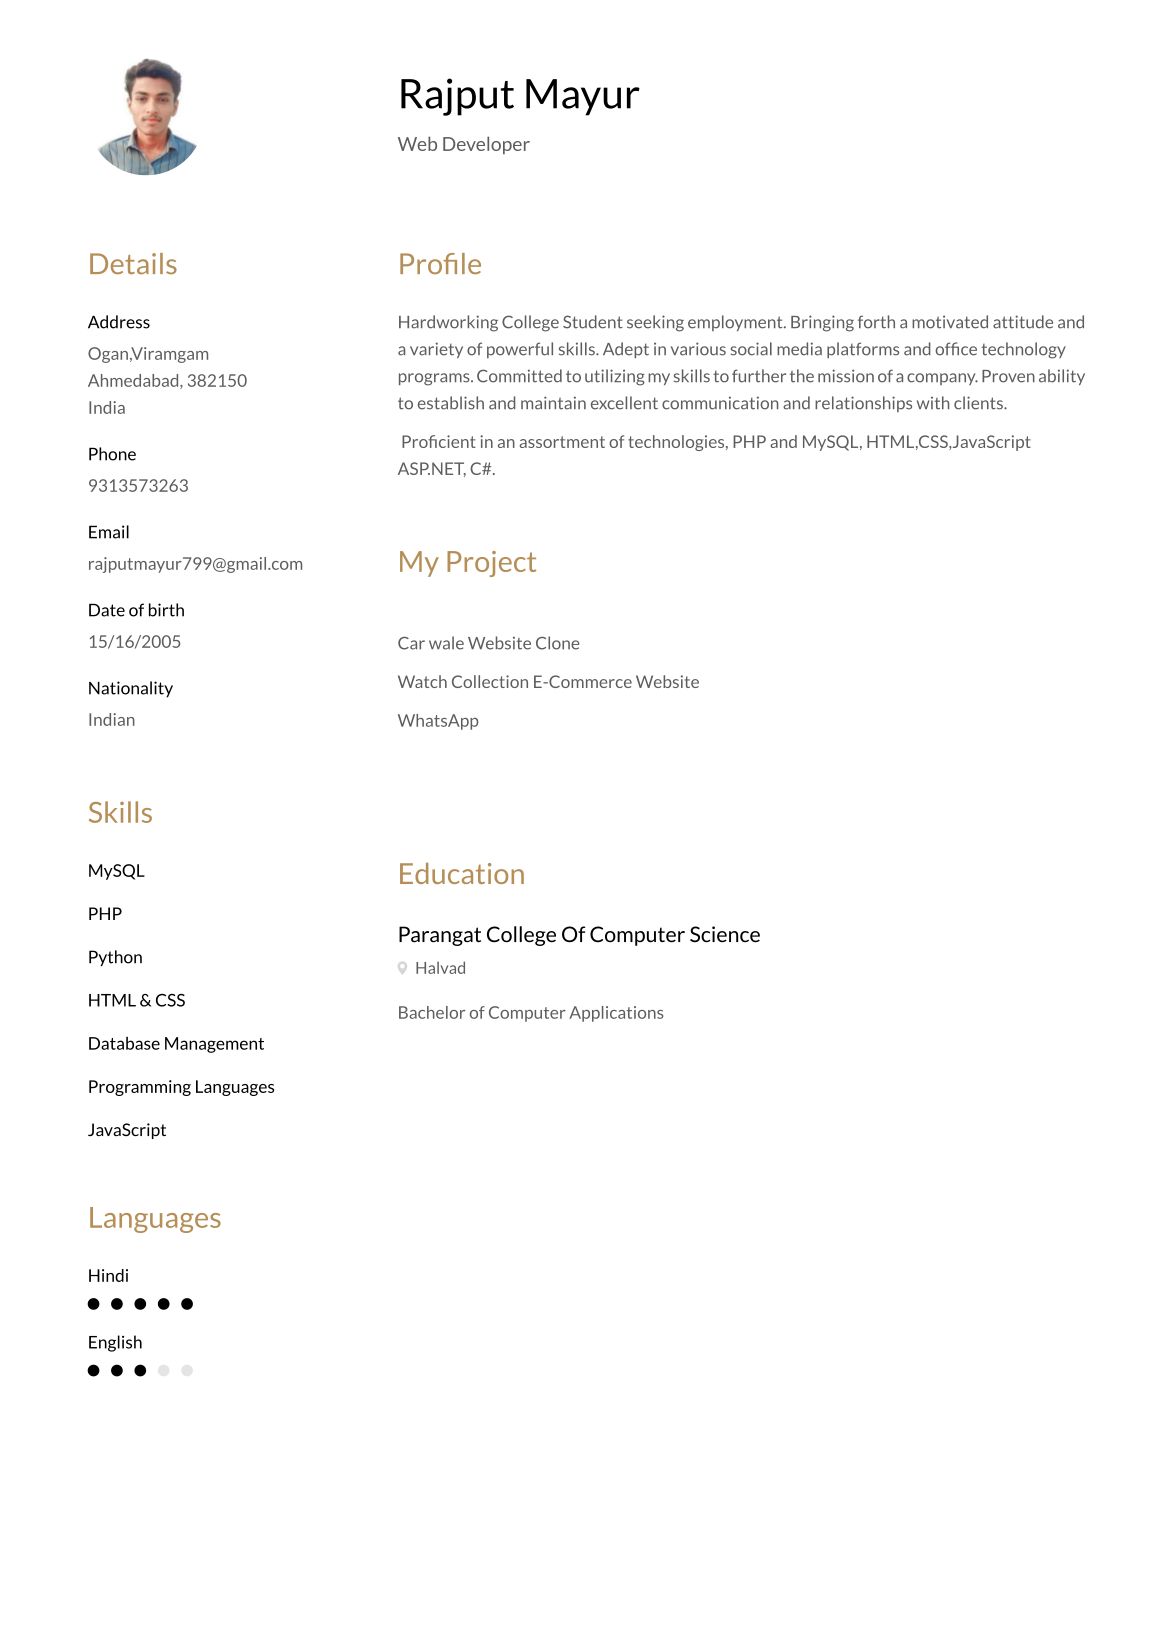 Rajput Mayur
Web Developer
Details
Address
Ogan,Viramgam
Ahmedabad, 382150
India
Phone
9313573263
Email
rajputmayur799@gmail.com
Date of birth
15/16/2005
Nationality
Indian
Skills
MySQL
PHP
Python
HTML & CSS
Database Management
Programming Languages
JavaScript
Languages
Hindi
English
Profile
Hardworking College Student seeking employment. Bringing forth a motivated attitude and
a variety of powerful skills. Adept in various social media platforms and office technology
programs. Committed to utilizing my skills to further the mission of a company. Proven ability
to establish and maintain excellent communication and relationships with clients.
Proficient in an assortment of technologies, PHP and MySQL, HTML,CSS,JavaScript
ASP.NET, C#.
My Project
Car wale Website Clone
Watch Collection E-Commerce Website
WhatsApp
Education
Parangat College Of Computer Science
Halvad
Bachelor of Computer Applications